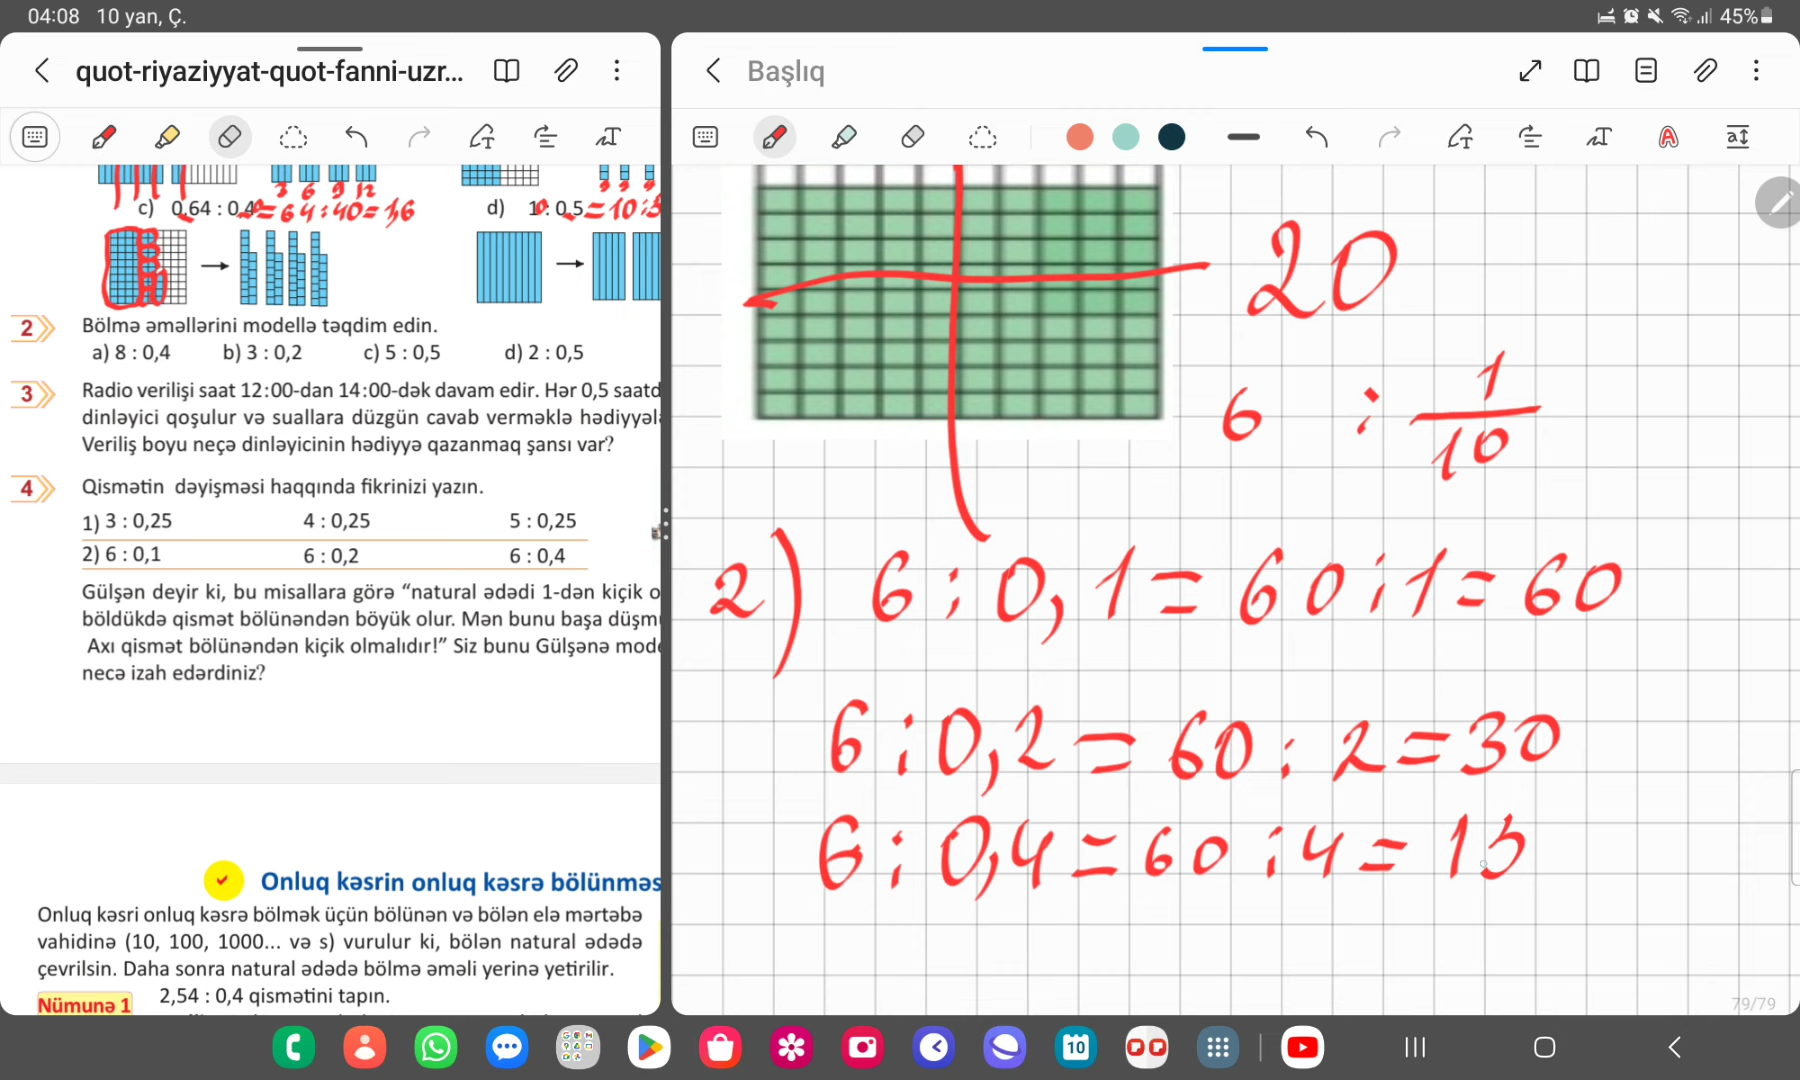 04:08 10 yan, Ç.
45%
quot-riyaziyyat-quot-fanni-uzr...
c) 0,64 : 0,4 = 64 : 40 = 1,6
d) 1 : 0,5 = 10 :
3 6 9 12
2 Bölmə əməllərini modellə təqdim edin.
a) 8 : 0,4 b) 3 : 0,2 c) 5 : 0,5 d) 2 : 0,5
3 Radio verilişi saat 12:00-dan 14:00-dək davam edir. Hər 0,5 saatd
dinləyici qoşulur və suallara düzgün cavab verməklə hədiyyəl
Veriliş boyu neçə dinləyicinin hədiyyə qazanmaq şansı var?
4 Qismətin dəyişməsi haqqında fikrinizi yazın.
1) 3 : 0,25 4 : 0,25 5 : 0,25
2) 6 : 0,1 6 : 0,2 6 : 0,4
Gülşən deyir ki, bu misallara görə “natural ədədi 1-dən kiçik o
böldükdə qismət bölünəndən böyük olur. Mən bunu başa düşm
Axı qismət bölünəndən kiçik olmalıdır!” Siz bunu Gülşənə mod
necə izah edərdiniz?
Onluq kəsrin onluq kəsrə bölünməs
Onluq kəsri onluq kəsrə bölmək üçün bölünən və bölən elə mərtəbə
vahidinə (10, 100, 1000... və s) vurulur ki, bölən natural ədədə
çevrilsin. Daha sonra natural ədədə bölmə əməli yerinə yetirilir.
Nümunə 1 2,54 : 0,4 qismətini tapın.
Başlıq
20
6 : 1/10
2) 6 : 0,1 = 60 : 1 = 60
6 : 0,2 = 60 : 2 = 30
6 : 0,4 = 60 : 4 = 15
79/79
10